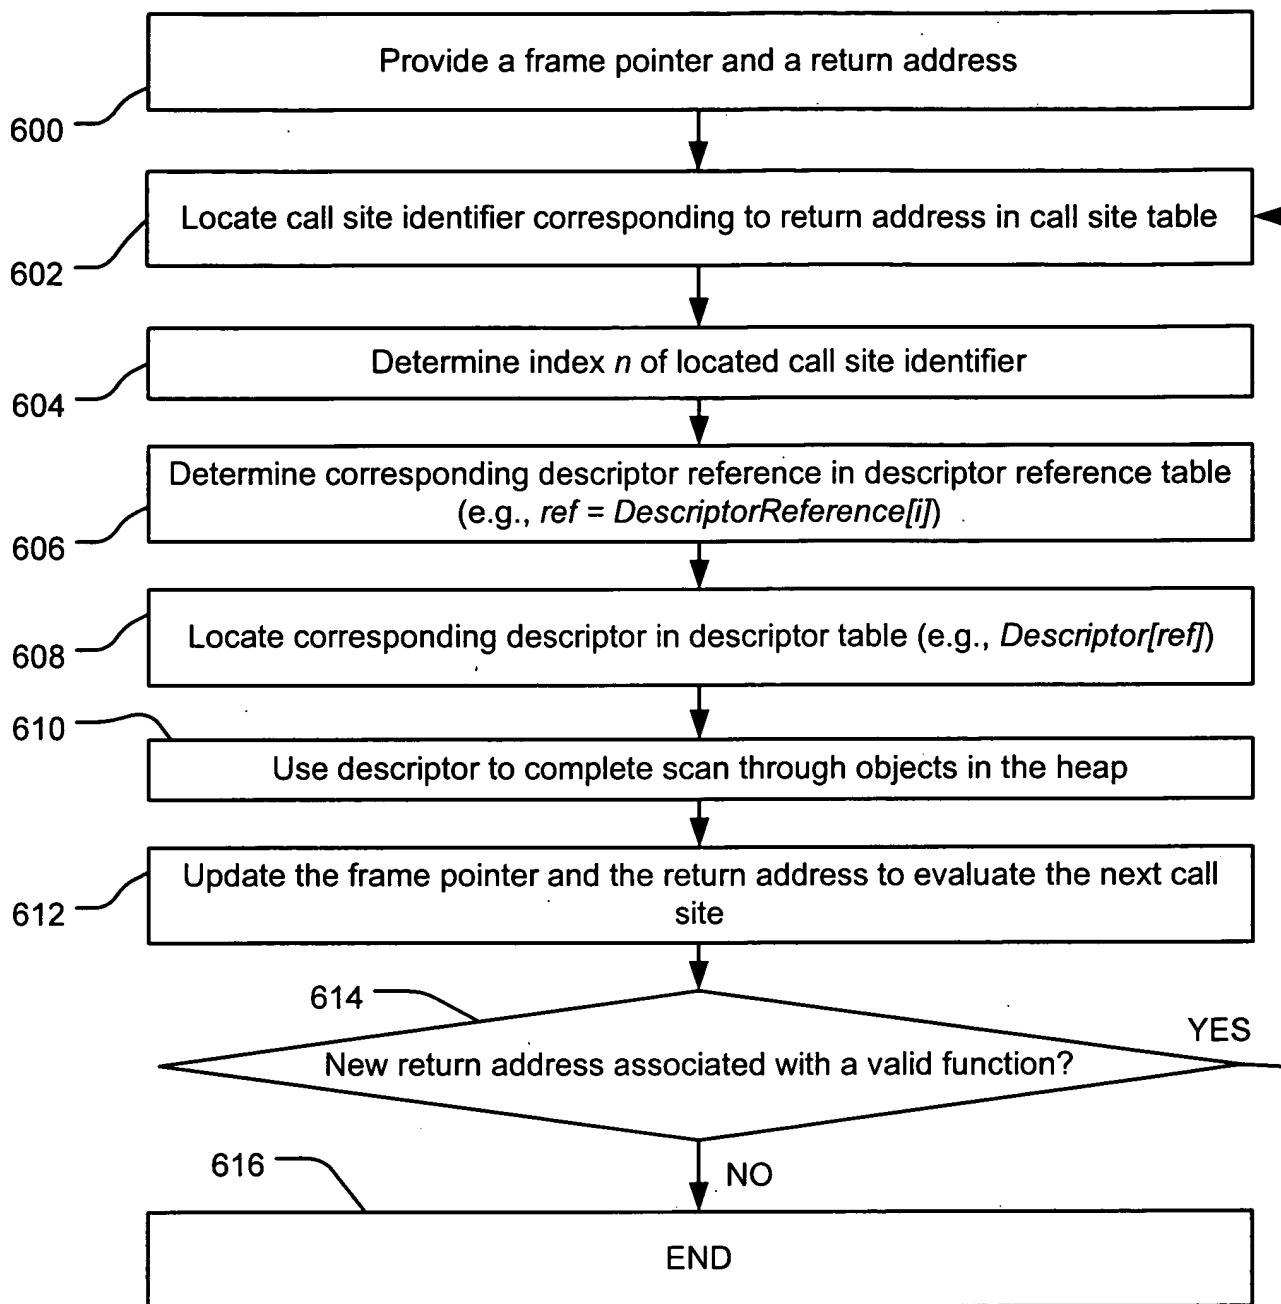 Provide a frame pointer and a return address
600
Locate call site identifier corresponding to return address in call site table
602
Determine index n of located call site identifier
604
Determine corresponding descriptor reference in descriptor reference table
(e.g., ref = DescriptorReference[i])
606
Locate corresponding descriptor in descriptor table (e.g., Descriptor[ref])
608
610
Use descriptor to complete scan through objects in the heap
Update the frame pointer and the return address to evaluate the next call
site
612
614
YES
New return address associated with a valid function?
616
NO
END